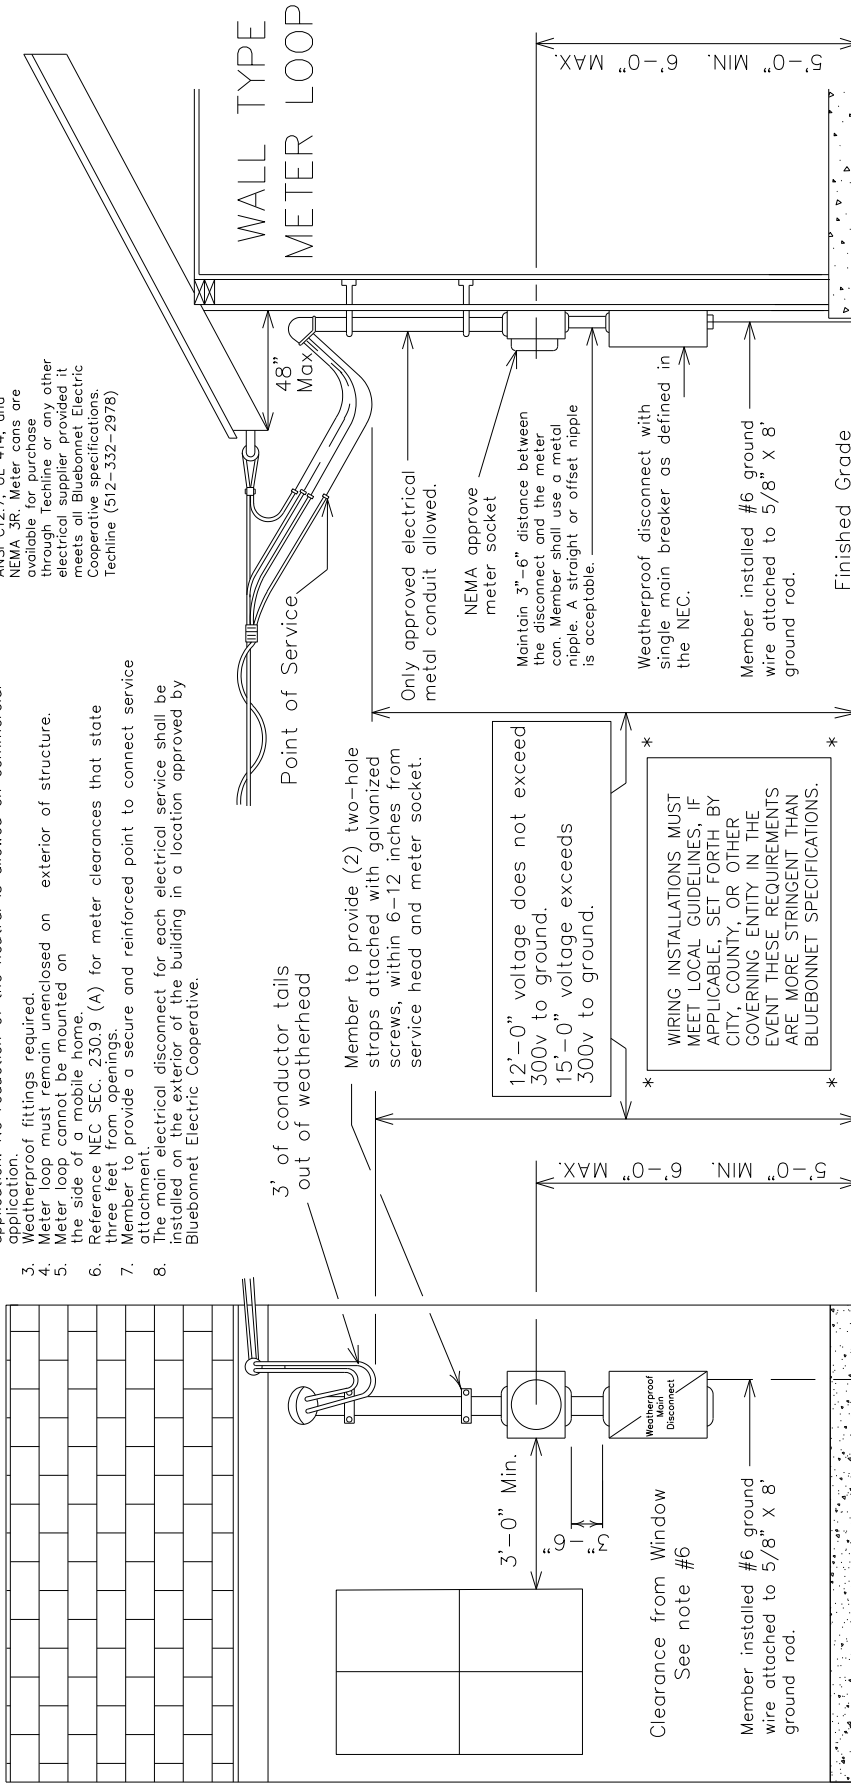 NEMA 3R. Meter cans are
available for purchase
through Techline or any other
electrical supplier provided it
meets all Bluebonnet Electric
Cooperative specifications.
Techline (512-332-2978)
application.
3. Weatherproof fittings required.
4. Meter loop must remain unenclosed on exterior of structure.
5. Meter loop cannot be mounted on
the side of a mobile home.
6. Reference NEC SEC. 230.9 (A) for meter clearances that state
three feet from openings.
7. Member to provide a secure and reinforced point to connect service
attachment.
8. The main electrical disconnect for each electrical service shall be
installed on the exterior of the building in a location approved by
Bluebonnet Electric Cooperative.
WALL TYPE
METER LOOP
48"
Max
Point of Service
3' of conductor tails
out of weatherhead
Member to provide (2) two-hole
straps attached with galvanized
screws, within 6-12 inches from
service head and meter socket.
Only approved electrical
metal conduit allowed.
NEMA approve
meter socket
Maintain 3"-6" distance between
the disconnect and the meter
can. Member shall use a metal
nipple. A straight or offset nipple
is acceptable.
Weatherproof disconnect with
single main breaker as defined in
the NEC.
Member installed #6 ground
wire attached to 5/8" X 8'
ground rod.
Finished Grade
5'-0" MIN. 6'-0" MAX.
12'-0" voltage does not exceed
300v to ground.
15'-0" voltage exceeds
300v to ground.
* *
WIRING INSTALLATIONS MUST
MEET LOCAL GUIDELINES, IF
APPLICABLE, SET FORTH BY
CITY, COUNTY, OR OTHER
GOVERNING ENTITY IN THE
EVENT THESE REQUIREMENTS
ARE MORE STRINGENT THAN
BLUEBONNET SPECIFICATIONS.
* *
5'-0" MIN. 6'-0" MAX.
3'-0" Min.
3"-6"
Weatherproof
Main
Disconnect
Clearance from Window
See note #6
Member installed #6 ground
wire attached to 5/8" X 8'
ground rod.